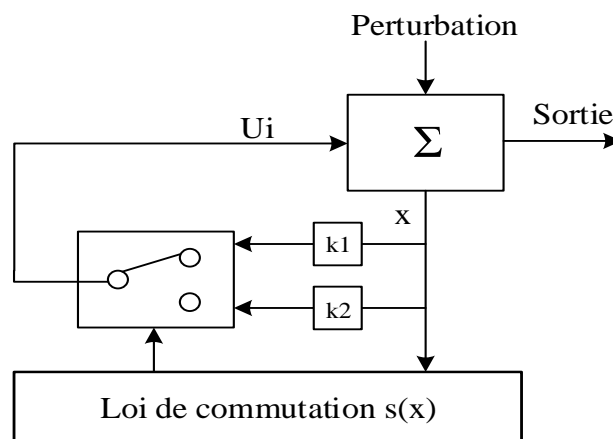 Perturbation
Sortie
Ui
Σ
x
k1
k2
Loi de commutation s(x)